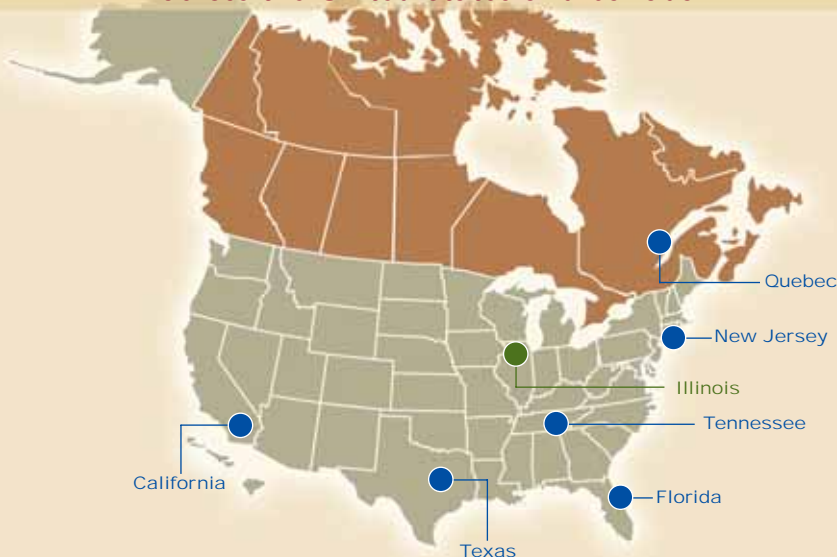 Quebec
New Jersey
Illinois
Tennessee
California
Florida
Texas